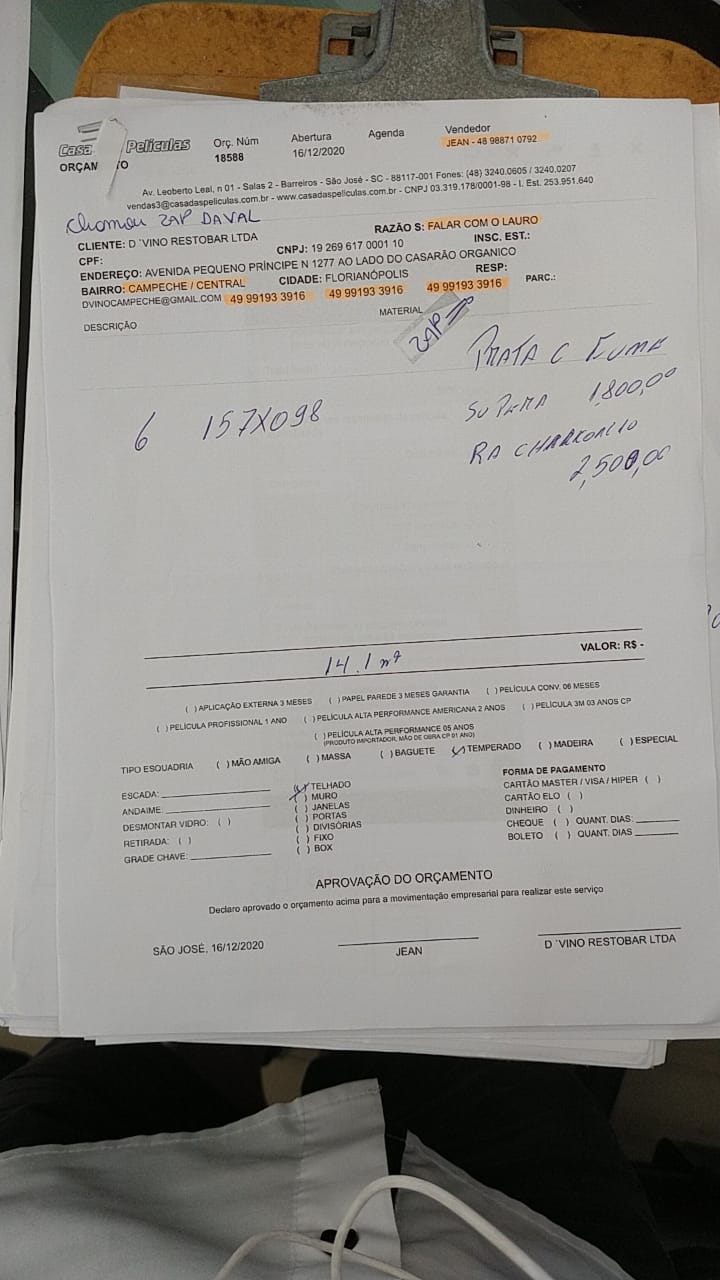 Casa Películas
ORÇAM TO
Orç. Núm
18588
Abertura
16/12/2020
Agenda
Vendedor
JEAN - 48 98871 0792
Av. Leoberto Leal, n 01 - Salas 2 - Barreiros - São José - SC - 88117-001 Fones: (48) 3240.0605 / 3240.0207
vendas3@casadaspeliculas.com.br - www.casadaspeliculas.com.br - CNPJ 03.319.178/0001-98 - I. Est. 253.951.640
chamou ZAP DAVAL
CLIENTE: D ´VINO RESTOBAR LTDA
RAZÃO S: FALAR COM O LAURO
CPF:
CNPJ: 19 269 617 0001 10
INSC. EST.:
ENDEREÇO: AVENIDA PEQUENO PRÍNCIPE N 1277 AO LADO DO CASARÃO ORGANICO
BAIRRO: CAMPECHE / CENTRAL
CIDADE: FLORIANÓPOLIS
RESP:
DVINOCAMPECHE@GMAIL.COM 49 99193 3916 49 99193 3916 49 99193 3916
PARC.:
DESCRIÇÃO
MATERIAL
ZAP
PRATA C FUMA
6 157X098
SUPEMA 1,800,00
RA CHARKOALIO
2,500,00
14.1 m²
VALOR: R$ -
( ) APLICAÇÃO EXTERNA 3 MESES ( ) PAPEL PAREDE 3 MESES GARANTIA ( ) PELÍCULA CONV. 06 MESES
( ) PELÍCULA PROFISSIONAL 1 ANO ( ) PELÍCULA ALTA PERFORMANCE AMERICANA 2 ANOS ( ) PELÍCULA 3M 03 ANOS CP
( ) PELÍCULA ALTA PERFORMANCE 05 ANOS
(PRODUTO IMPORTADOR, MÃO DE OBRA CP 01 ANO)
TIPO ESQUADRIA ( ) MÃO AMIGA ( ) MASSA ( ) BAGUETE (✓) TEMPERADO ( ) MADEIRA ( ) ESPECIAL
ESCADA:
ANDAIME:
DESMONTAR VIDRO: ( )
RETIRADA: ( )
GRADE CHAVE:
(X) TELHADO
( ) MURO
( ) JANELAS
( ) PORTAS
( ) DIVISÓRIAS
( ) FIXO
( ) BOX
FORMA DE PAGAMENTO
CARTÃO MASTER / VISA / HIPER ( )
CARTÃO ELO ( )
DINHEIRO ( )
CHEQUE ( ) QUANT. DIAS:
BOLETO ( ) QUANT. DIAS
APROVAÇÃO DO ORÇAMENTO
Declaro aprovado o orçamento acima para a movimentação empresarial para realizar este serviço
SÃO JOSÉ, 16/12/2020
JEAN
D ´VINO RESTOBAR LTDA